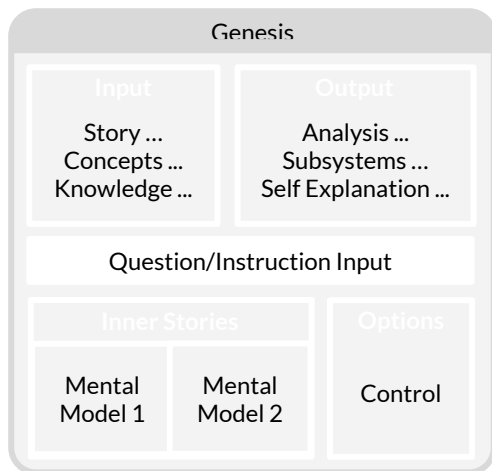 Genesis
Input
Story ...
Concepts ...
Knowledge ...
Output
Analysis ...
Subsystems ...
Self Explanation ...
Question/Instruction Input
Inner Stories
Mental
Model 1
Mental
Model 2
Options
Control